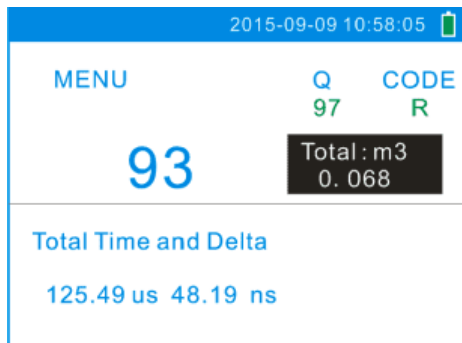 2015-09-09 10:58:05
MENU Q CODE
97 R
93 Total: m3
0. 068
Total Time and Delta
125.49 us 48.19 ns